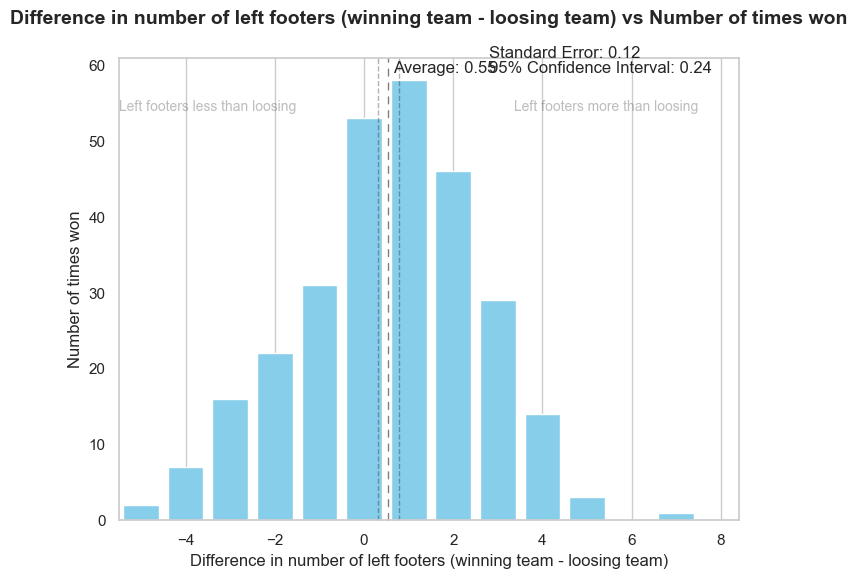 Difference in number of left footers (winning team - loosing team) vs Number of times won
Standard Error: 0.12
Average: 0.55
95% Confidence Interval: 0.24
Left footers less than loosing
Left footers more than loosing
60
50
40
30
20
10
0
Number of times won
−4
−2
0
2
4
6
8
Difference in number of left footers (winning team - loosing team)